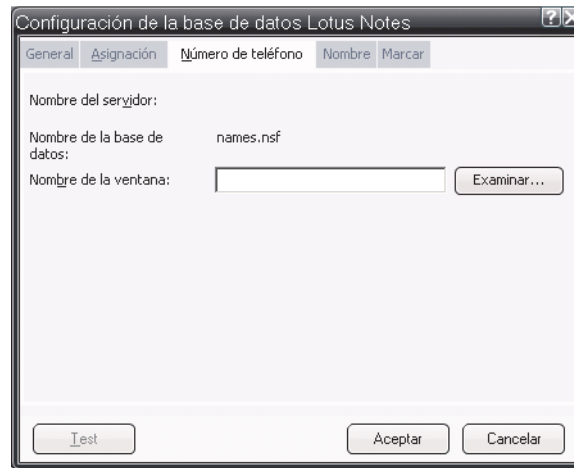 Configuración de la base de datos Lotus Notes
General Asignación Número de teléfono Nombre Marcar
Nombre del servidor:
Nombre de la base de names.nsf
datos:
Nombre de la ventana: Examinar...
Test Aceptar Cancelar